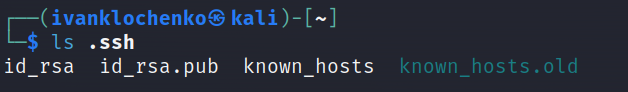 ┌──(ivanklochenko㉿kali)-[~]
└─$ ls .ssh
id_rsa  id_rsa.pub  known_hosts  known_hosts.old